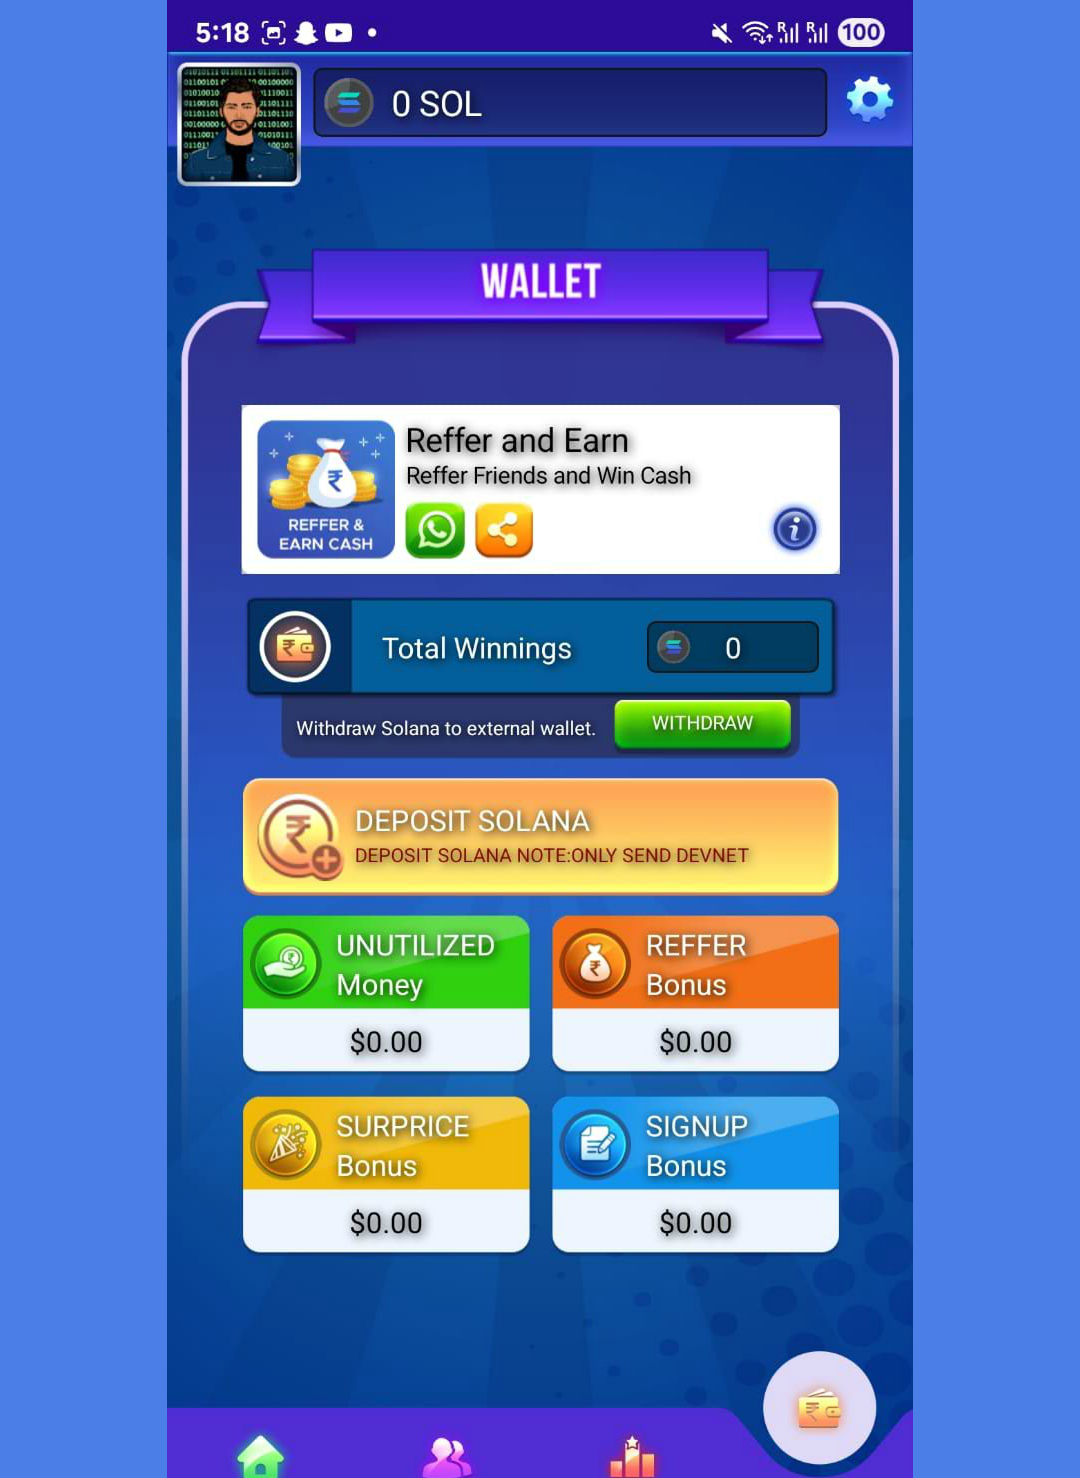 5:18
100
0 SOL
WALLET
Reffer and Earn
Reffer Friends and Win Cash
REFFER &
EARN CASH
Total Winnings
0
Withdraw Solana to external wallet.
WITHDRAW
DEPOSIT SOLANA
DEPOSIT SOLANA NOTE:ONLY SEND DEVNET
UNUTILIZED
Money
$0.00
REFFER
Bonus
$0.00
SURPRICE
Bonus
$0.00
SIGNUP
Bonus
$0.00